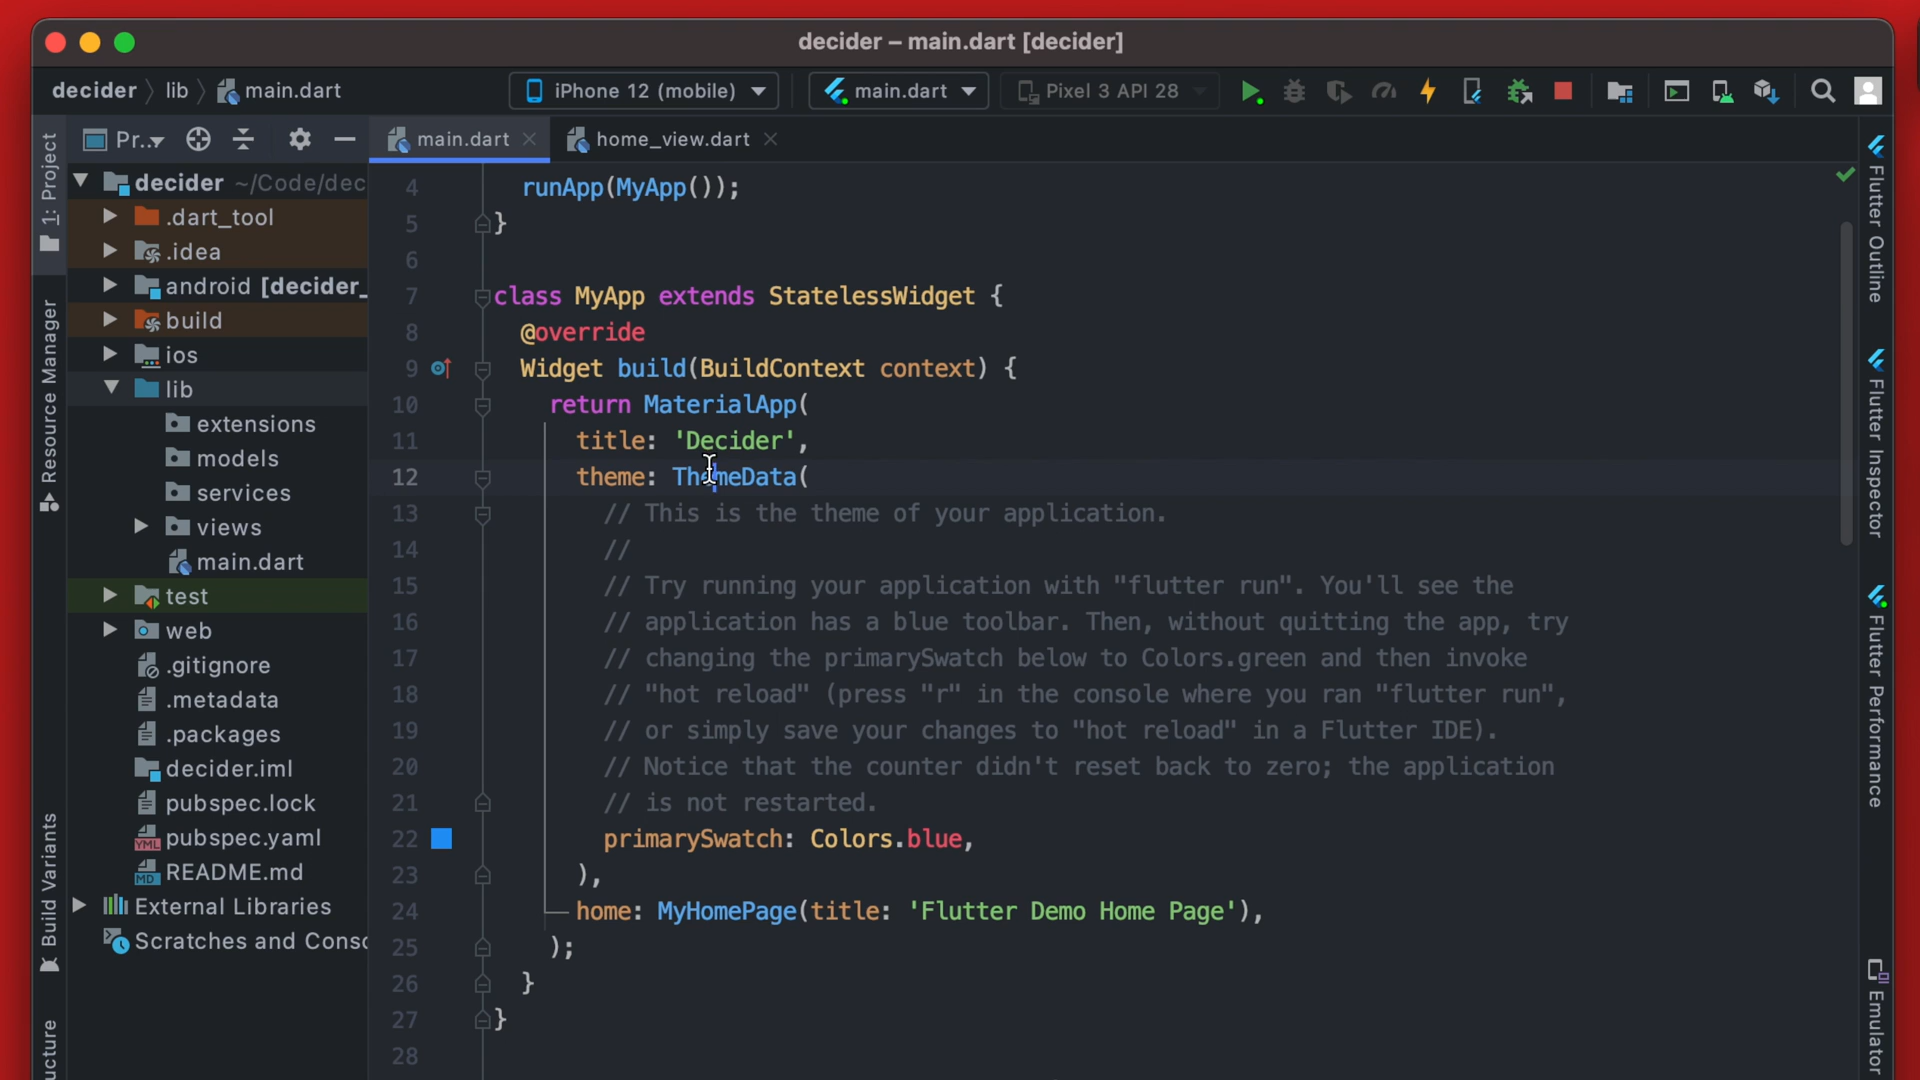 decider – main.dart [decider]
decider
lib
main.dart
iPhone 12 (mobile)
main.dart
Pixel 3 API 28
Pr..
main.dart
home_view.dart
1: Project
Resource Manager
Build Variants
ucture
decider ~/Code/dec
.dart_tool
.idea
android [decider_
build
ios
lib
extensions
models
services
views
main.dart
test
web
.gitignore
.metadata
.packages
decider.iml
pubspec.lock
pubspec.yaml
README.md
External Libraries
Scratches and Consc
4 runApp(MyApp());
5 }
6
7 class MyApp extends StatelessWidget {
8 @override
9 Widget build(BuildContext context) {
10 return MaterialApp(
11 title: 'Decider',
12 theme: ThemeData(
13 // This is the theme of your application.
14 //
15 // Try running your application with "flutter run". You'll see the
16 // application has a blue toolbar. Then, without quitting the app, try
17 // changing the primarySwatch below to Colors.green and then invoke
18 // "hot reload" (press "r" in the console where you ran "flutter run",
19 // or simply save your changes to "hot reload" in a Flutter IDE).
20 // Notice that the counter didn't reset back to zero; the application
21 // is not restarted.
22 primarySwatch: Colors.blue,
23 ),
24 home: MyHomePage(title: 'Flutter Demo Home Page'),
25 );
26 }
27 }
28
Flutter Outline
Flutter Inspector
Flutter Performance
Emulator